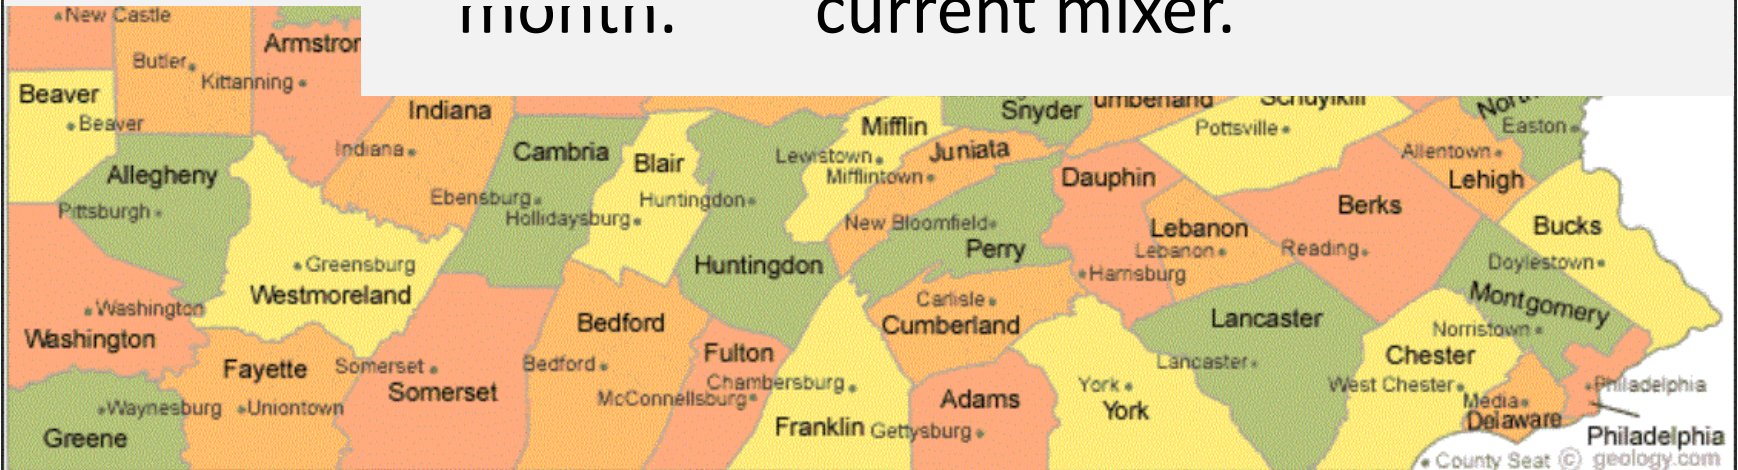 month. current mixer.
New Castle
Armstron
Butler
Kittanning
Beaver
Beaver
Indiana
Indiana
Allegheny
Pittsburgh
Cambria
Ebensburg
Hollidaysburg
Blair
Huntingdon
Huntingdon
Mifflin
Lewistown
Mifflintown
Juniata
Snyder
umberland
Schuylkill
Pottsville
North
Easton
Allentown
Lehigh
Dauphin
Harrisburg
Lebanon
Lebanon
Berks
Reading
Bucks
Doylestown
New Bloomfield
Perry
Greensburg
Westmoreland
Washington
Washington
Bedford
Bedford
Carlisle
Cumberland
Lancaster
Lancaster
Montgomery
Norristown
Chester
West Chester
Fayette
Uniontown
Somerset
Somerset
Fulton
McConnellsburg
Chambersburg
Franklin
Adams
Gettysburg
York
York
Media
Delaware
Philadelphia
Philadelphia
Waynesburg
Greene
County Seat © geology.com